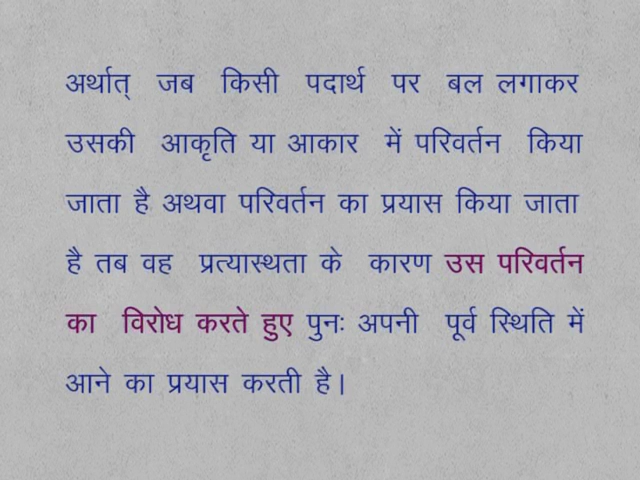 अर्थात् जब किसी पदार्थ पर बल लगाकर
उसकी आकृति या आकार में परिवर्तन किया
जाता है अथवा परिवर्तन का प्रयास किया जाता
है तब वह प्रत्यास्थता के कारण उस परिवर्तन
का विरोध करते हुए पुनः अपनी पूर्व स्थिति में
आने का प्रयास करती है।